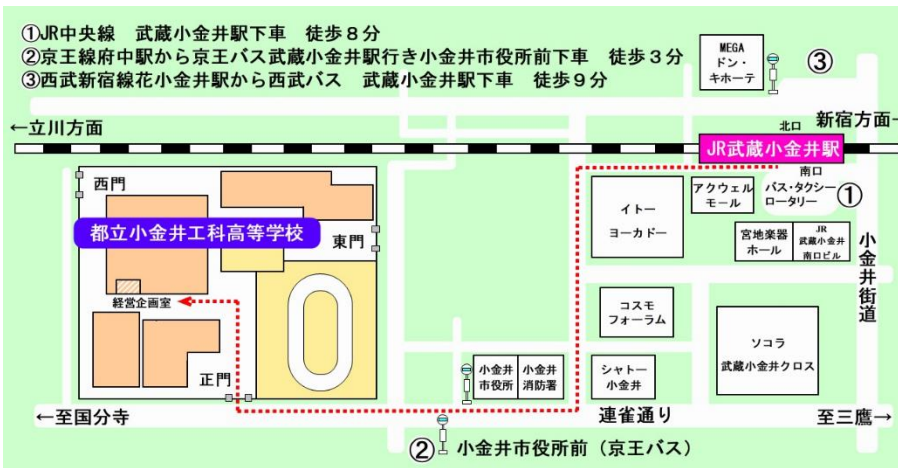 ①JR中央線　武蔵小金井駅下車　徒歩８分
②京王線府中駅から京王バス武蔵小金井駅行き小金井市役所前下車　徒歩３分
③西武新宿線花小金井駅から西武バス　武蔵小金井駅下車　徒歩９分
MEGA
ドン・
キホーテ
③
←立川方面
北口
新宿方面→
JR武蔵小金井駅
南口
バス・タクシー
ロータリー
①
西門
都立小金井工科高等学校
東門
経営企画室
正門
イトー
ヨーカドー
アクウェル
モール
宮地楽器
ホール
JR
武蔵小金井
南口ビル
小金井街道
コスモ
フォーラム
ソコラ
武蔵小金井クロス
小金井
市役所
小金井
消防署
シャトー
小金井
←至国分寺
連雀通り
至三鷹→
②
小金井市役所前（京王バス）